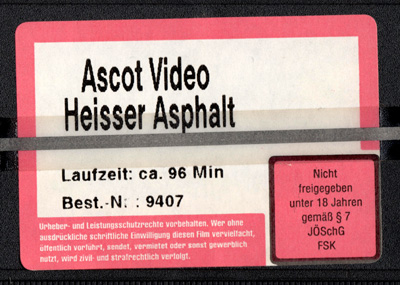 Ascot Video
Heisser Asphalt
Laufzeit: ca. 96 Min
Best.-N: : 9407
Nicht
freigegeben
unter 18 Jahren
gemäß § 7
JÖSchG
FSK
Urheber- und Leistungsschutzrechte vorbehalten. Wer ohne
ausdrückliche schriftliche Einwilligung diesen Film vervielfacht,
öffentlich vorführt, sendet, vermietet oder sonst gewerblich
nutzt, wird zivil- und strafrechtlich verfolgt.